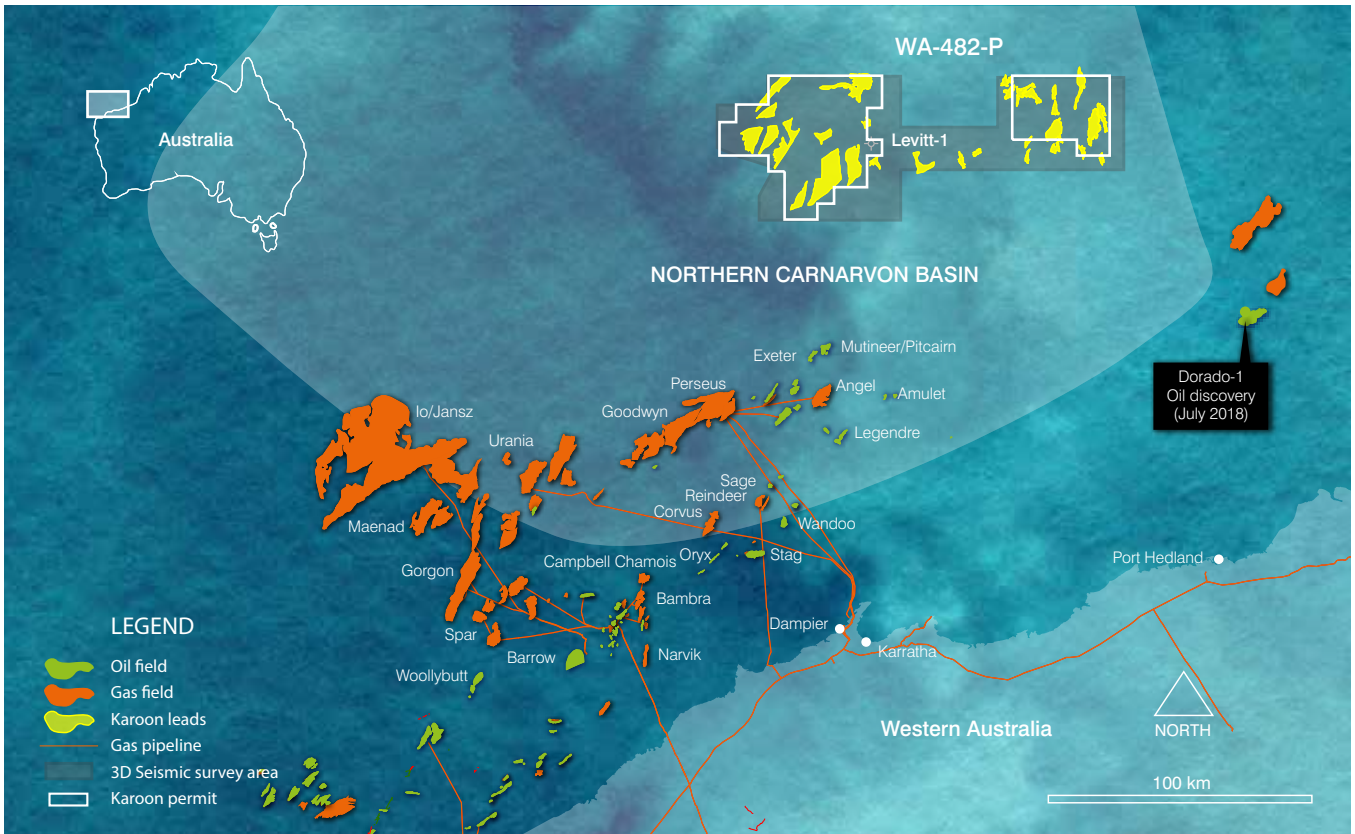 WA-482-P
Australia
Levitt-1
NORTHERN CARNARVON BASIN
Mutineer/Pitcairn
Exeter
Perseus
Angel
Amulet
Dorado-1
Oil discovery
(July 2018)
Io/Jansz
Goodwyn
Legendre
Urania
Sage
Reindeer
Corvus
Wandoo
Maenad
Oryx
Stag
Campbell Chamois
Port Hedland
Gorgon
Bambra
Dampier
Karratha
Spar
Barrow
Narvik
Woollybutt
LEGEND
Oil field
Gas field
Karoon leads
Gas pipeline
3D Seismic survey area
Karoon permit
Western Australia
NORTH
100 km